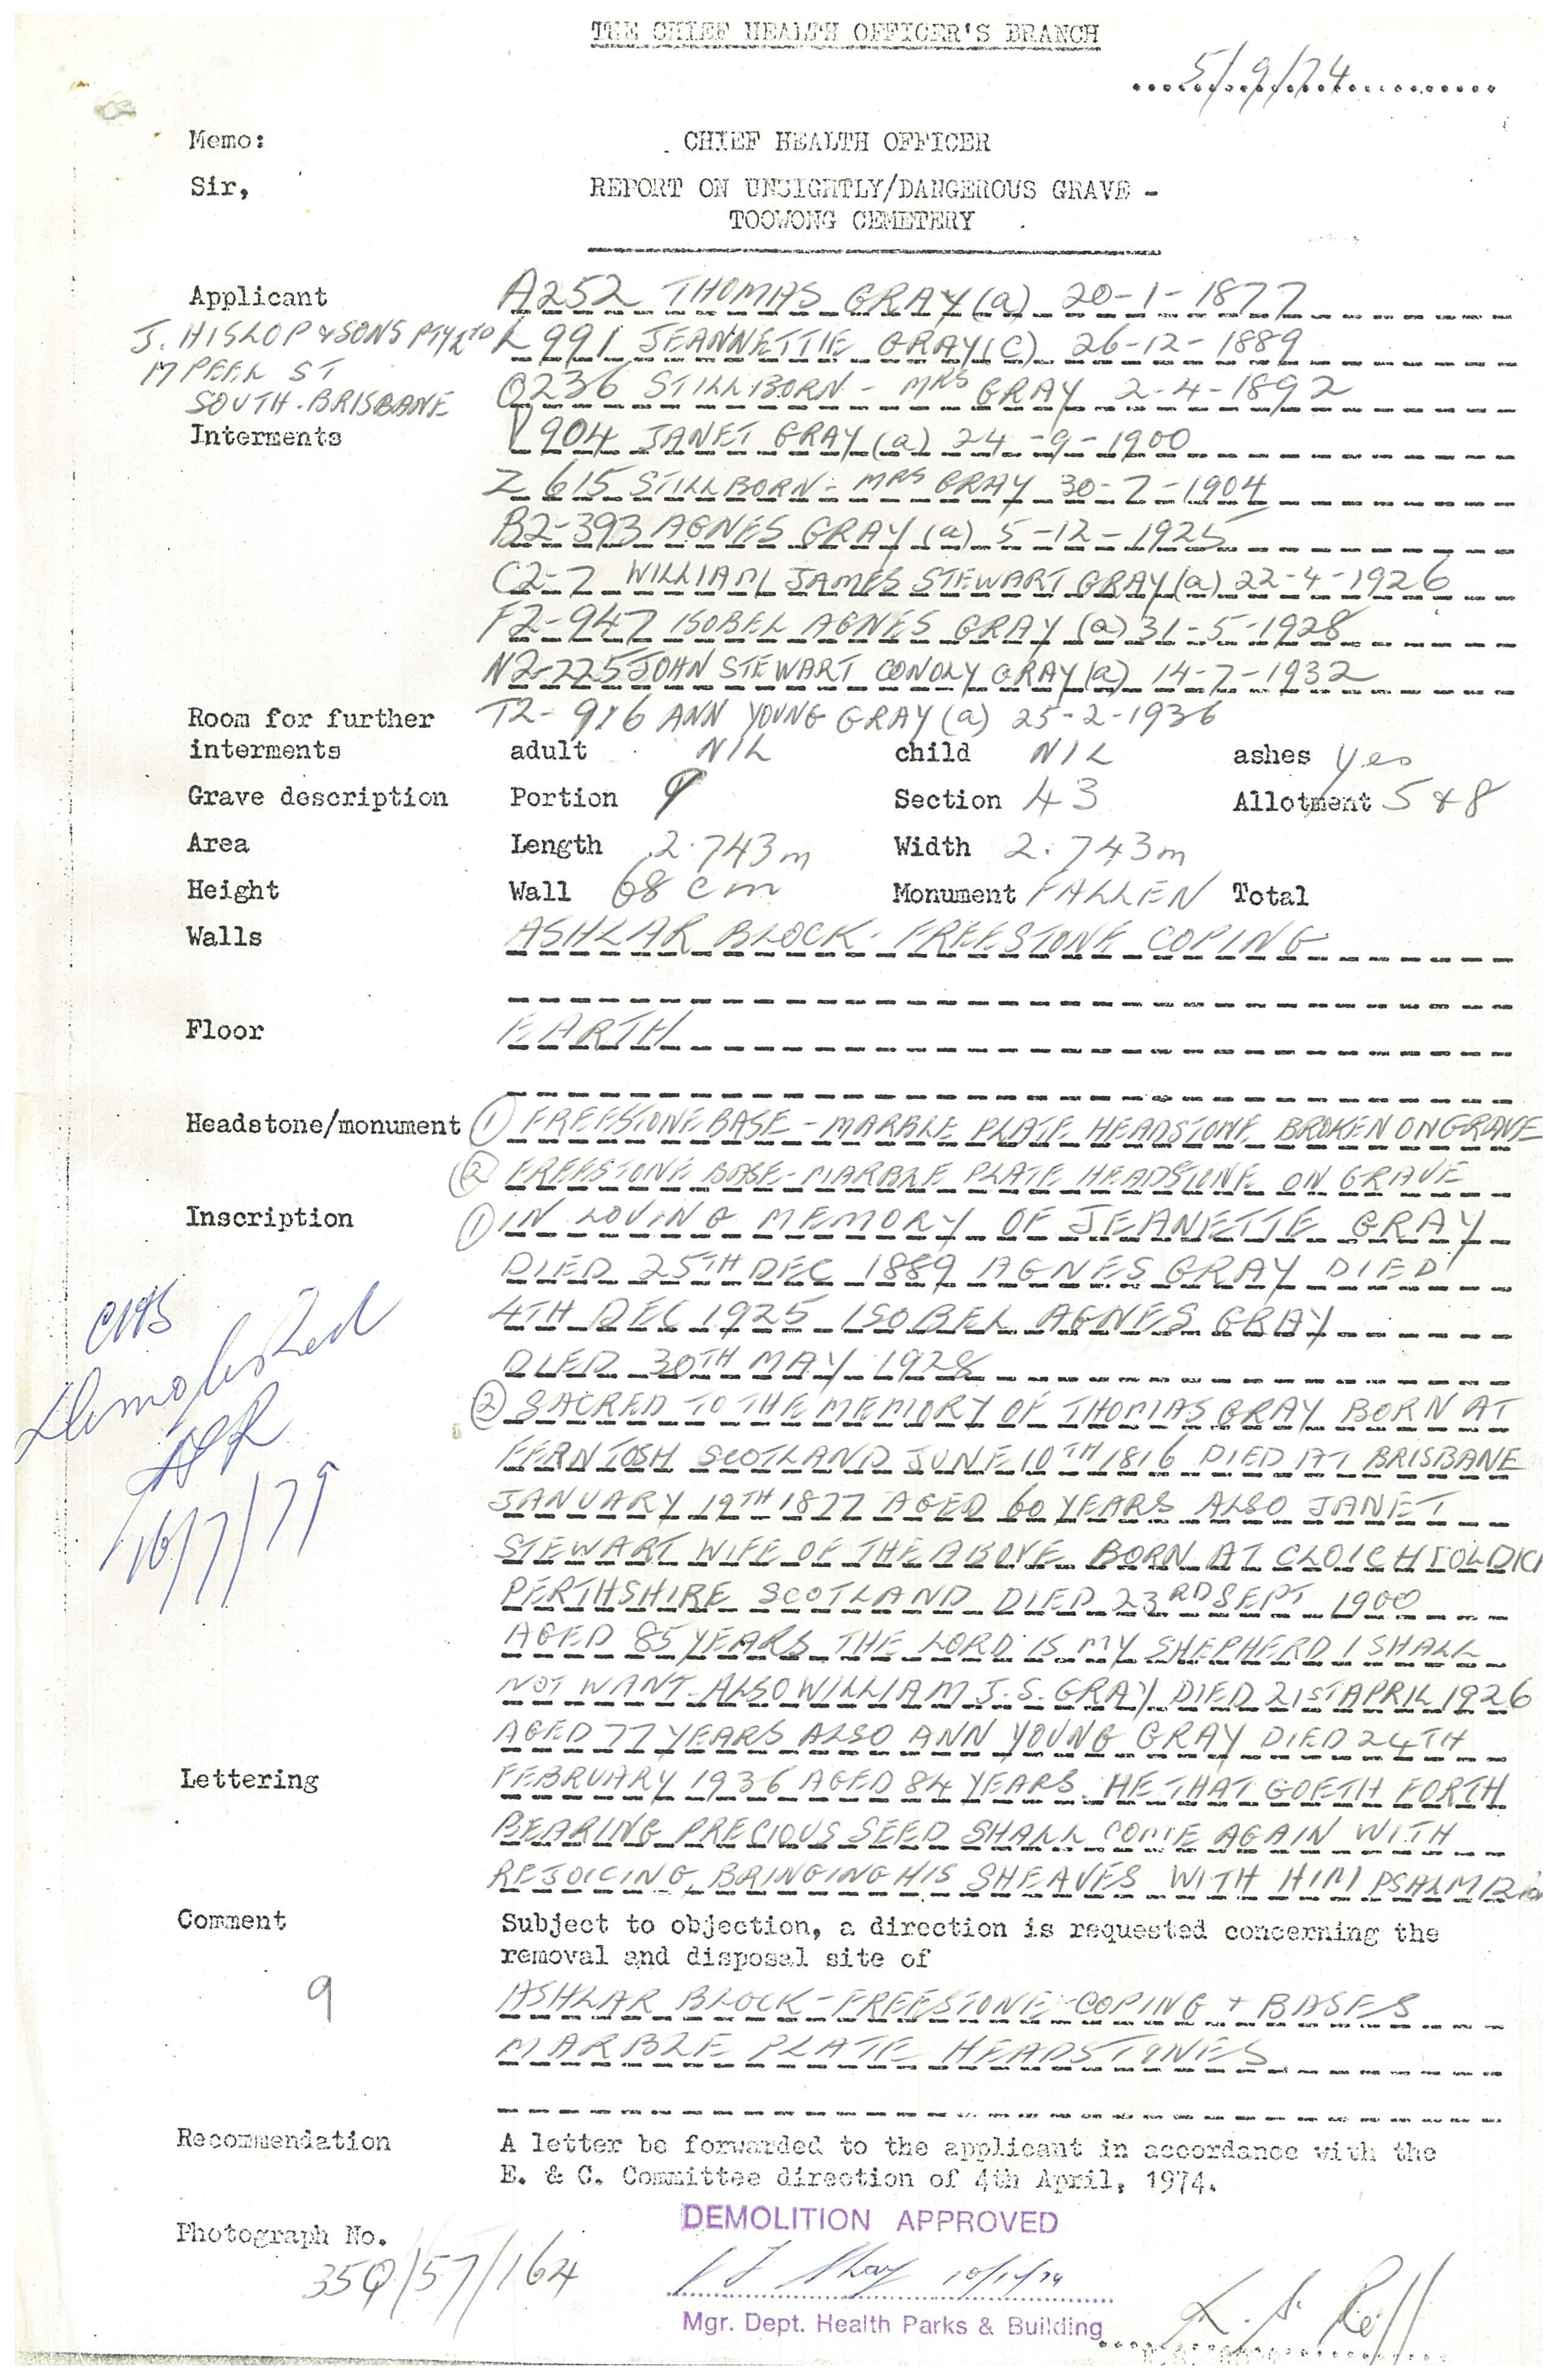 THE CHIEF HEALTH OFFICER'S BRANCH
5/9/74
Memo: CHIEF HEALTH OFFICER
Sir, REPORT ON UNSIGHTLY/DANGEROUS GRAVE -
TOOWONG CEMETERY
Applicant A252 THOMAS GRAY (a) 20-1-1877
J. HISLOP & SONS PTY LTD L 991 JEANNETTIE GRAY (C) 26-12-1889
17 PEEL ST
SOUTH-BRISBANE O236 STILLBORN - MRS GRAY 2-4-1892
Interments V904 JANET GRAY (a) 24-9-1900
Z 615 STILLBORN - MRS GRAY 30-7-1904
B2-393 AGNES GRAY (a) 5-12-1925
C2-7 WILLIAM JAMES STEWART GRAY (a) 22-4-1926
F2-947 ISOBEL AGNES GRAY (a) 31-5-1928
N2-225 JOHN STEWART CONOLY GRAY (a) 14-7-1932
Room for further T2-916 ANN YOUNG GRAY (a) 25-2-1936
interments adult NIL child NIL ashes yes
Grave description Portion 9 Section 43 Allotment 5 & 8
Area Length 2.743m Width 2.743m
Height Wall 68 cm Monument FALLEN Total
Walls ASHLAR BLOCK - FREESTONE COPING
Floor EARTH
Headstone/monument ① FREESTONE BASE - MARBLE PLATE HEADSTONE BROKEN ON GRAVE
② FREESTONE BASE - MARBLE PLATE HEADSTONE ON GRAVE
Inscription ① IN LOVING MEMORY OF JEANETTE GRAY
DIED 25TH DEC 1889 AGNES GRAY DIED
4TH DEC 1925 ISOBEL AGNES GRAY
DIED 30TH MAY 1928
② SACRED TO THE MEMORY OF THOMAS GRAY BORN AT
FERNTOSH SCOTLAND JUNE 10TH 1816 DIED AT BRISBANE
JANUARY 19TH 1877 AGED 60 YEARS ALSO JANET
STEWART WIFE OF THE ABOVE BORN AT
PERTHSHIRE SCOTLAND DIED 23RD SEPT 1900
AGED 85 YEARS THE LORD IS MY SHEPHERD I SHALL
NOT WANT - ALSO WILLIAM J. S. GRAY DIED 21ST APRIL 1926
AGED 77 YEARS ALSO ANN YOUNG GRAY DIED 24TH
Lettering FEBRUARY 1936 AGED 84 YEARS. HE THAT GOETH FORTH
BEARING PRECIOUS SEED SHALL COME AGAIN WITH
REJOICING, BRINGING HIS SHEAVES WITH HIM PSALM
Demolished
16/7/79
Comment Subject to objection, a direction is requested concerning the
removal and disposal site of
9 ASHLAR BLOCK - FREESTONE COPING + BASES
MARBLE PLATE HEADSTONES
Recommendation A letter be forwarded to the applicant in accordance with the
E. & C. Committee direction of 4th April, 1974.
DEMOLITION APPROVED
Photograph No.
35Q/57/164
Mgr. Dept. Health Parks & Building